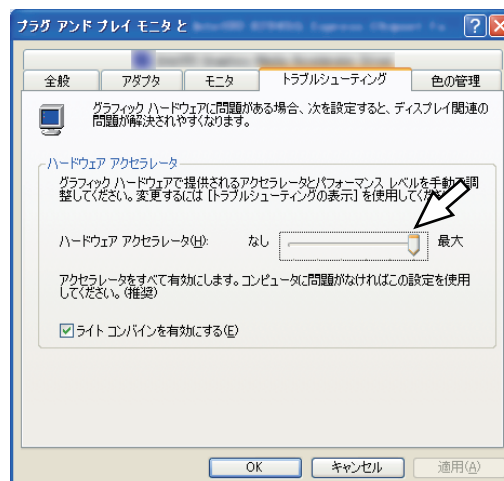 プラグ アンド プレイ モニタ と
全般
アダプタ
モニタ
トラブルシューティング
色の管理
グラフィック ハードウェアに問題がある場合、次を設定すると、ディスプレイ関連の
問題が解決されやすくなります。
ハードウェア アクセラレータ
グラフィック ハードウェアで提供されるアクセラレータとパフォーマンス レベルを手動で調
整してください。変更するには [トラブルシューティングの表示] を使用してください。
ハードウェア アクセラレータ(H):
なし
最大
アクセラレータをすべて有効にします。コンピュータに問題がなければこの設定を使用
してください。(推奨)
ライト コンバインを有効にする(E)
OK
キャンセル
適用(A)